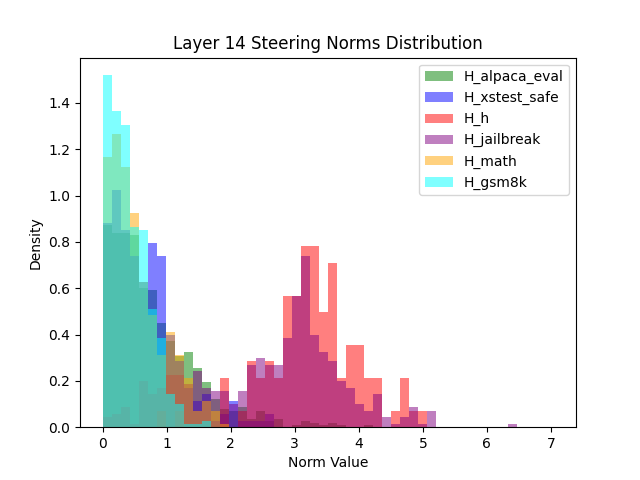 Layer 14 Steering Norms Distribution
H_alpaca_eval
H_xstest_safe
H_h
H_jailbreak
H_math
H_gsm8k
Density
1.4
1.2
1.0
0.8
0.6
0.4
0.2
0.0
0 1 2 3 4 5 6 7
Norm Value